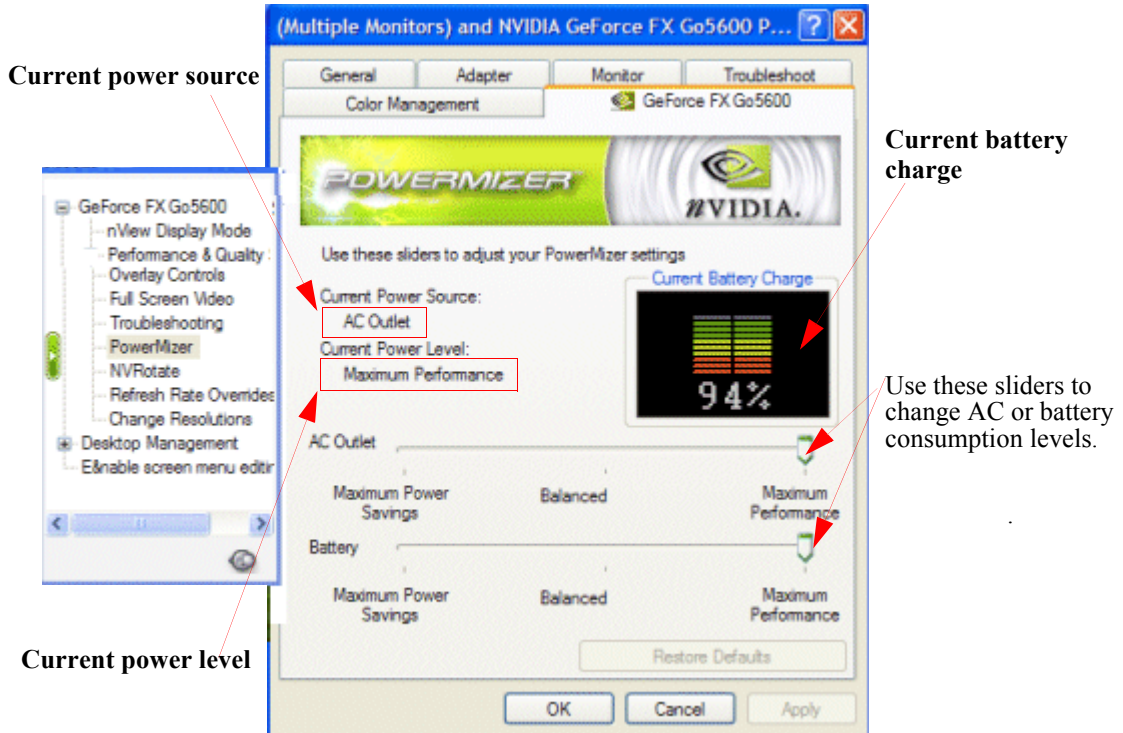 (Multiple Monitors) and NVIDIA GeForce FX Go5600 P...
General
Adapter
Monitor
Troubleshoot
Color Management
GeForce FX Go5600
Current power source
Current battery
charge
POWERMIZER
nVIDIA.
GeForce FX Go5600
nView Display Mode
Performance & Quality
Overlay Controls
Full Screen Video
Troubleshooting
PowerMizer
NVRotate
Refresh Rate Overrides
Change Resolutions
Desktop Management
E&nable screen menu editin
Use these sliders to adjust your PowerMizer settings
Current Power Source:
AC Outlet
Current Power Level:
Maximum Performance
Current Battery Charge
94%
Use these sliders to
change AC or battery
consumption levels.
AC Outlet
Maximum Power
Savings
Balanced
Maximum
Performance
Battery
Maximum Power
Savings
Balanced
Maximum
Performance
Current power level
Restore Defaults
OK
Cancel
Apply